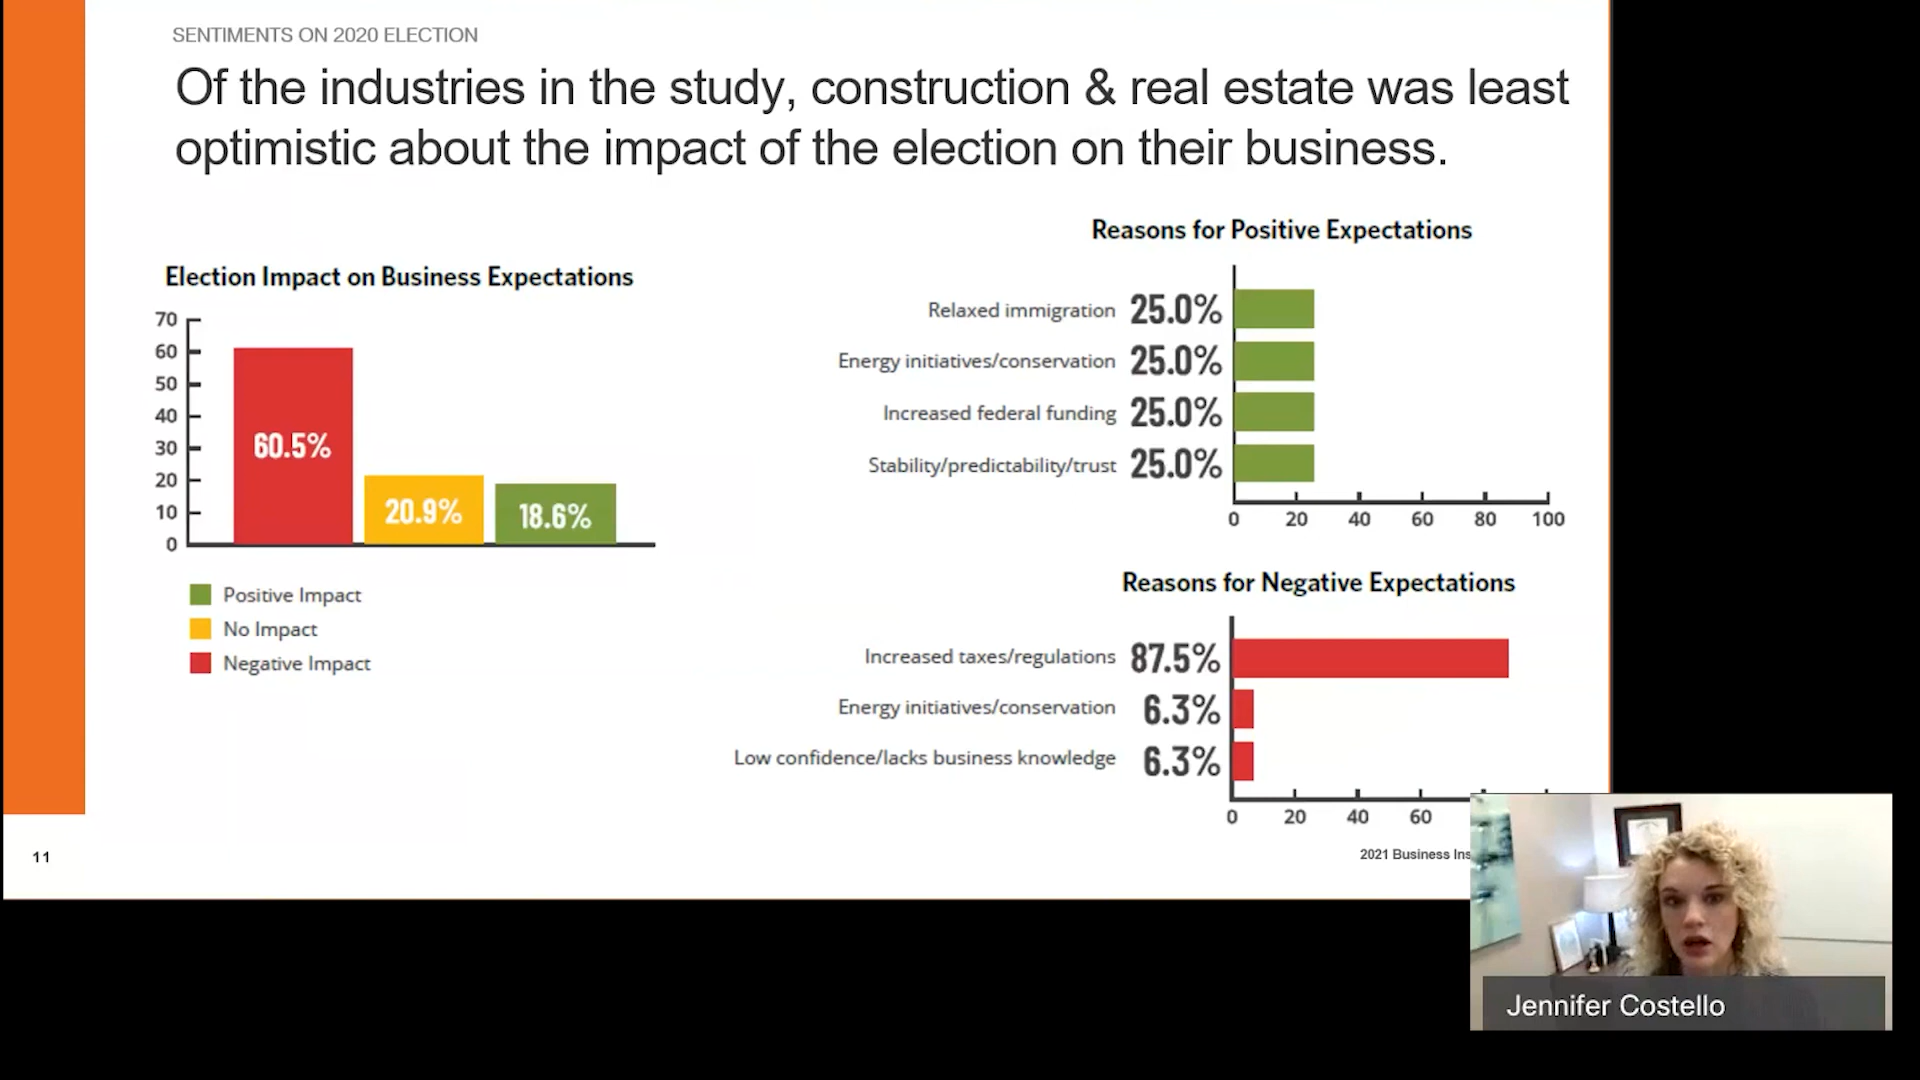 SENTIMENTS ON 2020 ELECTION
Of the industries in the study, construction & real estate was least
optimistic about the impact of the election on their business.
Election Impact on Business Expectations
70
60
50
40
30
20
10
0
60.5%
20.9%
18.6%
Positive Impact
No Impact
Negative Impact
Reasons for Positive Expectations
Relaxed immigration 25.0%
Energy initiatives/conservation 25.0%
Increased federal funding 25.0%
Stability/predictability/trust 25.0%
0 20 40 60 80 100
Reasons for Negative Expectations
Increased taxes/regulations 87.5%
Energy initiatives/conservation 6.3%
Low confidence/lacks business knowledge 6.3%
0 20 40 60
11
2021 Business Ins
Jennifer Costello